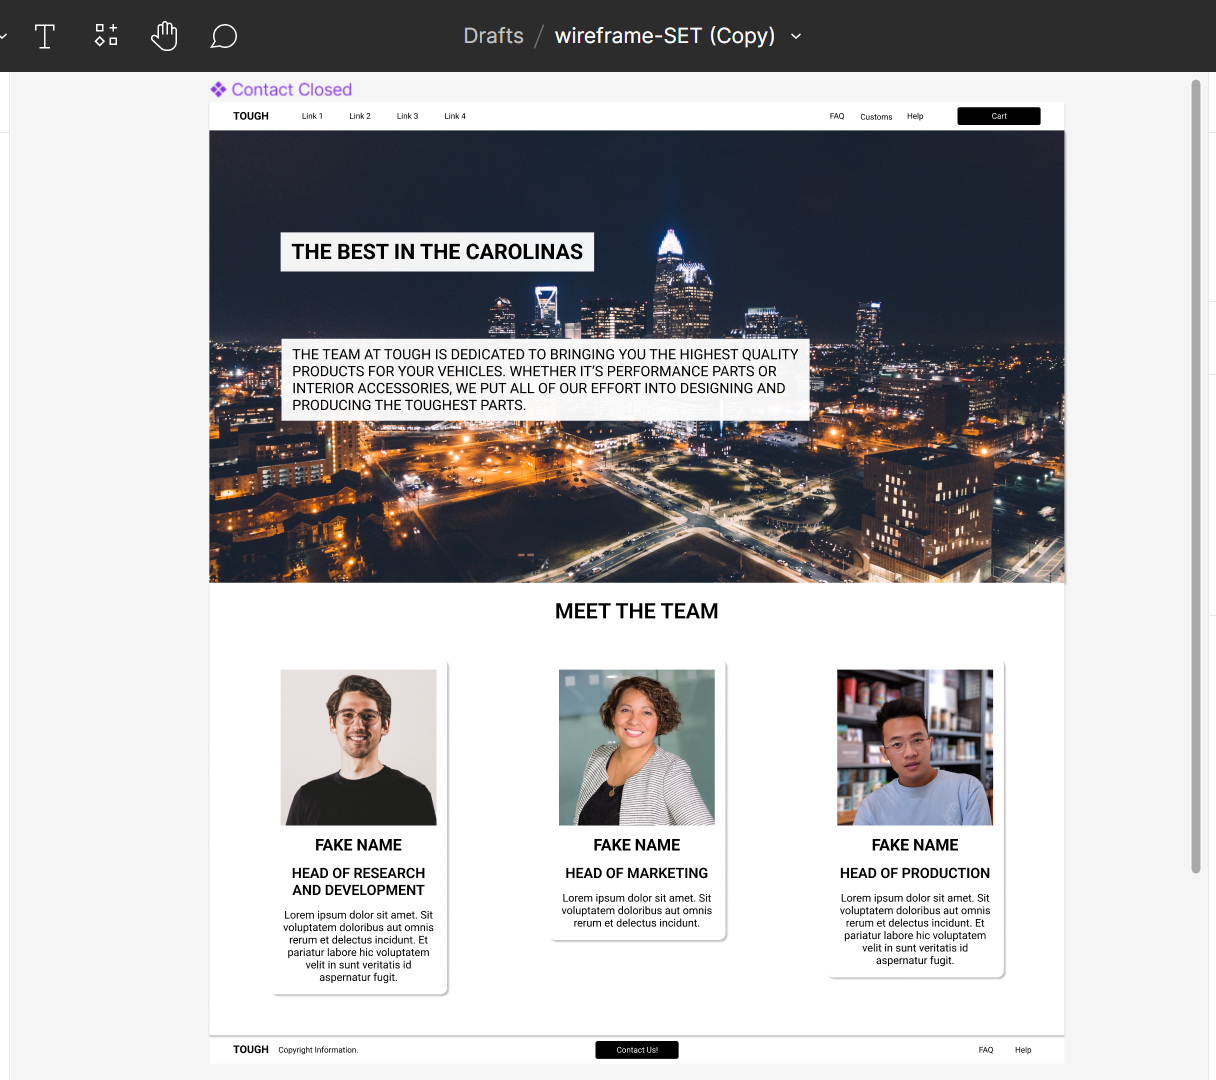 Drafts / wireframe-SET (Copy)
Contact Closed
TOUGH Link 1 Link 2 Link 3 Link 4 FAQ Customs Help Cart
THE BEST IN THE CAROLINAS
THE TEAM AT TOUGH IS DEDICATED TO BRINGING YOU THE HIGHEST QUALITY
PRODUCTS FOR YOUR VEHICLES. WHETHER IT'S PERFORMANCE PARTS OR
INTERIOR ACCESSORIES, WE PUT ALL OF OUR EFFORT INTO DESIGNING AND
PRODUCING THE TOUGHEST PARTS.
MEET THE TEAM
FAKE NAME
HEAD OF RESEARCH
AND DEVELOPMENT
Lorem ipsum dolor sit amet. Sit
voluptatem doloribus aut omnis
rerum et delectus incidunt. Et
pariatur labore hic voluptatem
velit in sunt veritatis id
aspernatur fugit.
FAKE NAME
HEAD OF MARKETING
Lorem ipsum dolor sit amet. Sit
voluptatem doloribus aut omnis
rerum et delectus incidunt.
FAKE NAME
HEAD OF PRODUCTION
Lorem ipsum dolor sit amet. Sit
voluptatem doloribus aut omnis
rerum et delectus incidunt. Et
pariatur labore hic voluptatem
velit in sunt veritatis id
aspernatur fugit.
TOUGH Copyright Information. Contact Us! FAQ Help